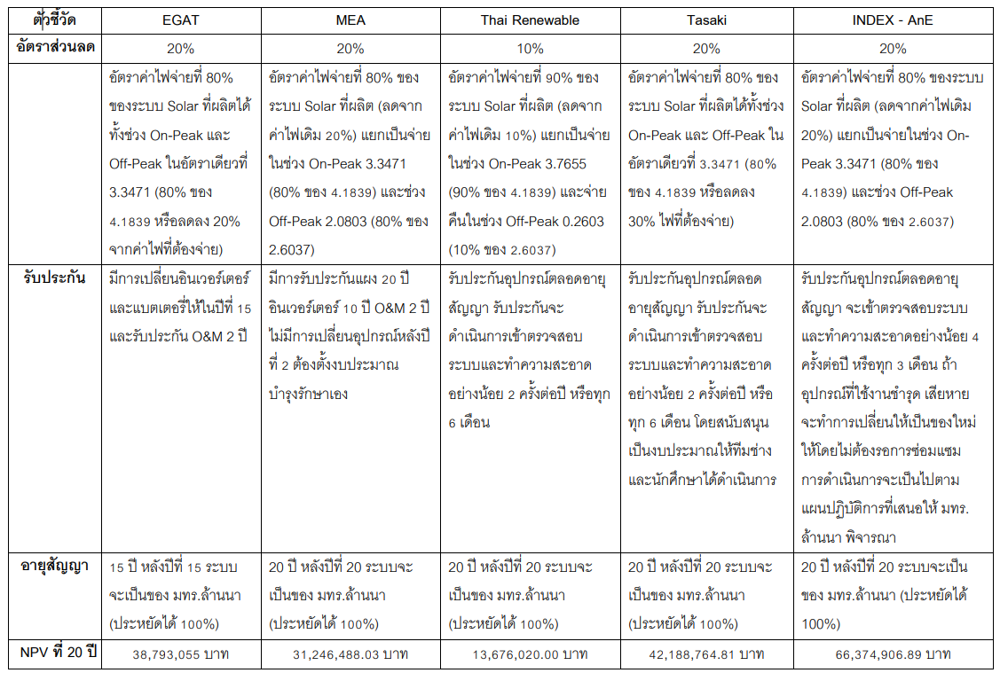 ตัวชี้วัด EGAT MEA Thai Renewable Tasaki INDEX - AnE
อัตราส่วนลด 20% 20% 10% 20% 20%
อัตราค่าไฟจ่ายที่ 80%
ของระบบ Solar ที่ผลิตได้
ทั้งช่วง On-Peak และ
Off-Peak ในอัตราเดียวที่
3.3471 (80% ของ
4.1839 หรือลดลง 20%
จากค่าไฟที่ต้องจ่าย)
อัตราค่าไฟจ่ายที่ 80% ของ
ระบบ Solar ที่ผลิต (ลดจาก
ค่าไฟเดิม 20%) แยกเป็นจ่าย
ในช่วง On-Peak 3.3471
(80% ของ 4.1839) และช่วง
Off-Peak 2.0803 (80% ของ
2.6037)
อัตราค่าไฟจ่ายที่ 90% ของ
ระบบ Solar ที่ผลิต (ลดจาก
ค่าไฟเดิม 10%) แยกเป็นจ่าย
ในช่วง On-Peak 3.7655
(90% ของ 4.1839) และจ่าย
คืนในช่วง Off-Peak 0.2603
(10% ของ 2.6037)
อัตราค่าไฟจ่ายที่ 80% ของ
ระบบ Solar ที่ผลิตได้ทั้งช่วง
On-Peak และ Off-Peak ใน
อัตราเดียวที่ 3.3471 (80%
ของ 4.1839 หรือลดลง
30% ไฟที่ต้องจ่าย)
อัตราค่าไฟจ่ายที่ 80% ของระบบ
Solar ที่ผลิต (ลดจากค่าไฟเดิม
20%) แยกเป็นจ่ายในช่วง On-
Peak 3.3471 (80% ของ
4.1839) และช่วง Off-Peak
2.0803 (80% ของ 2.6037)
รับประกัน
มีการเปลี่ยนอินเวอร์เตอร์
และแบตเตอรี่ให้ในปีที่ 15
และรับประกัน O&M 2 ปี
มีการรับประกันแผง 20 ปี
อินเวอร์เตอร์ 10 ปี O&M 2 ปี
ไม่มีการเปลี่ยนอุปกรณ์หลังปี
ที่ 2 ต้องตั้งงบประมาณ
บำรุงรักษาเอง
รับประกันอุปกรณ์ตลอดอายุ
สัญญา รับประกันจะ
ดำเนินการเข้าตรวจสอบ
ระบบและทำความสะอาด
อย่างน้อย 2 ครั้งต่อปี หรือทุก
6 เดือน
รับประกันอุปกรณ์ตลอด
อายุสัญญา รับประกันจะ
ดำเนินการเข้าตรวจสอบ
ระบบและทำความสะอาด
อย่างน้อย 2 ครั้งต่อปี หรือ
ทุก 6 เดือน โดยสนับสนุน
เป็นงบประมาณให้ทีมช่าง
และนักศึกษาได้ดำเนินการ
รับประกันอุปกรณ์ตลอดอายุ
สัญญา จะเข้าตรวจสอบระบบ
และทำความสะอาดอย่างน้อย 4
ครั้งต่อปี หรือทุก 3 เดือน ถ้า
อุปกรณ์ที่ใช้งานชำรุด เสียหาย
จะทำการเปลี่ยนให้เป็นของใหม่
ให้โดยไม่ต้องรอการซ่อมแซม
การดำเนินการจะเป็นไปตาม
แผนปฏิบัติการที่เสนอให้ มทร.
ล้านนา พิจารณา
อายุสัญญา
15 ปี หลังปีที่ 15 ระบบ
จะเป็นของ มทร.ล้านนา
(ประหยัดได้ 100%)
20 ปี หลังปีที่ 20 ระบบจะ
เป็นของ มทร.ล้านนา
(ประหยัดได้ 100%)
20 ปี หลังปีที่ 20 ระบบจะ
เป็นของ มทร.ล้านนา
(ประหยัดได้ 100%)
20 ปี หลังปีที่ 20 ระบบจะ
เป็นของ มทร.ล้านนา
(ประหยัดได้ 100%)
20 ปี หลังปีที่ 20 ระบบจะเป็น
ของ มทร.ล้านนา (ประหยัดได้
100%)
NPV ที่ 20 ปี 38,793,055 บาท 31,246,488.03 บาท 13,676,020.00 บาท 42,188,764.81 บาท 66,374,906.89 บาท